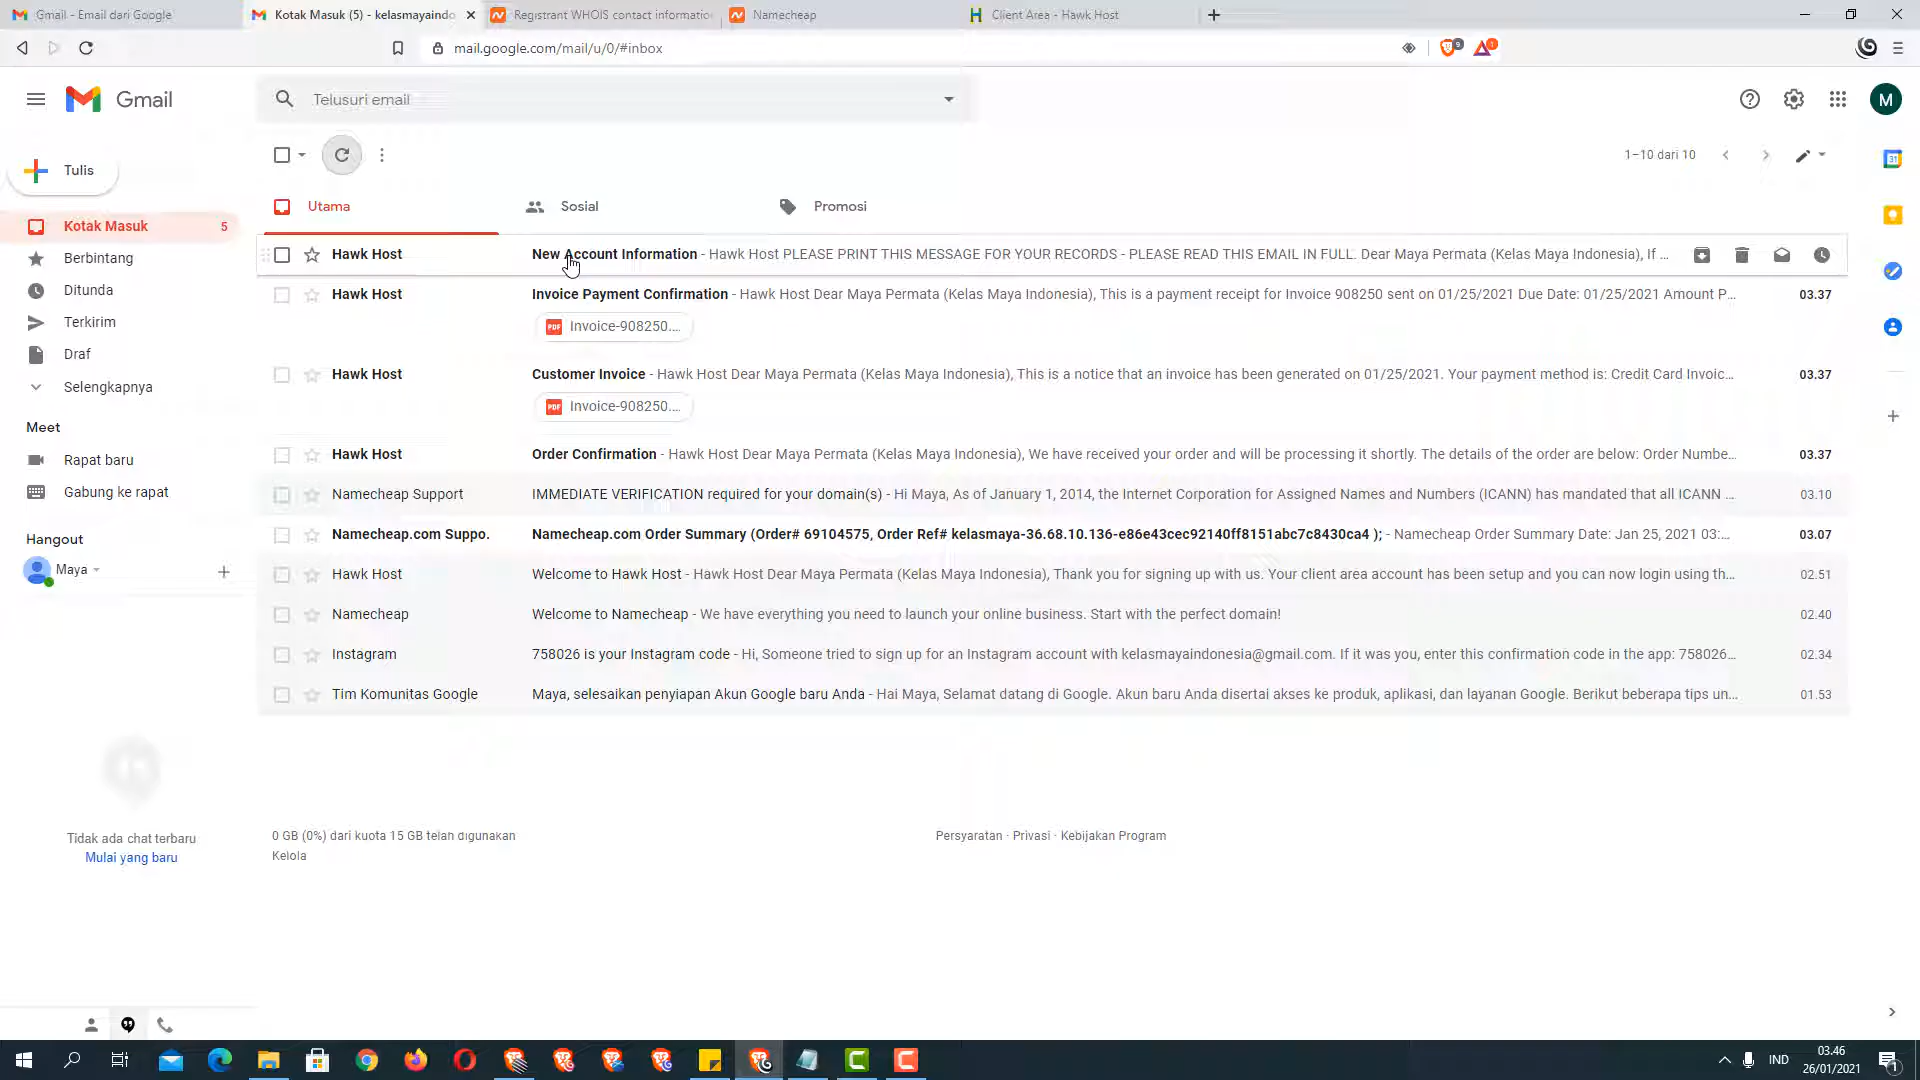 Gmail - Email dari Google
Kotak Masuk (5) - kelasmayaindo
Registrant WHOIS contact informatio
Namecheap
Client Area - Hawk Host
mail.google.com/mail/u/0/#inbox
9
1
Gmail
Telusuri email
M
Tulis
1–10 dari 10
31
Utama
Sosial
Promosi
Kotak Masuk 5
Berbintang
Ditunda
Terkirim
Draf
Selengkapnya
Meet
Rapat baru
Gabung ke rapat
Hangout
Maya
Hawk Host New Account Information - Hawk Host PLEASE PRINT THIS MESSAGE FOR YOUR RECORDS - PLEASE READ THIS EMAIL IN FULL. Dear Maya Permata (Kelas Maya Indonesia), If ...
Hawk Host Invoice Payment Confirmation - Hawk Host Dear Maya Permata (Kelas Maya Indonesia), This is a payment receipt for Invoice 908250 sent on 01/25/2021 Due Date: 01/25/2021 Amount P... 03.37
PDF Invoice-908250....
Hawk Host Customer Invoice - Hawk Host Dear Maya Permata (Kelas Maya Indonesia), This is a notice that an invoice has been generated on 01/25/2021. Your payment method is: Credit Card Invoic... 03.37
PDF Invoice-908250....
Hawk Host Order Confirmation - Hawk Host Dear Maya Permata (Kelas Maya Indonesia), We have received your order and will be processing it shortly. The details of the order are below: Order Numbe... 03.37
Namecheap Support IMMEDIATE VERIFICATION required for your domain(s) - Hi Maya, As of January 1, 2014, the Internet Corporation for Assigned Names and Numbers (ICANN) has mandated that all ICANN ... 03.10
Namecheap.com Suppo. Namecheap.com Order Summary (Order# 69104575, Order Ref# kelasmaya-36.68.10.136-e86e43cec92140ff8151abc7c8430ca4 ); - Namecheap Order Summary Date: Jan 25, 2021 03:... 03.07
Hawk Host Welcome to Hawk Host - Hawk Host Dear Maya Permata (Kelas Maya Indonesia), Thank you for signing up with us. Your client area account has been setup and you can now login using th... 02.51
Namecheap Welcome to Namecheap - We have everything you need to launch your online business. Start with the perfect domain! 02.40
Instagram 758026 is your Instagram code - Hi, Someone tried to sign up for an Instagram account with kelasmayaindonesia@gmail.com. If it was you, enter this confirmation code in the app: 758026... 02.34
Tim Komunitas Google Maya, selesaikan penyiapan Akun Google baru Anda - Hai Maya, Selamat datang di Google. Akun baru Anda disertai akses ke produk, aplikasi, dan layanan Google. Berikut beberapa tips un... 01.53
Tidak ada chat terbaru
Mulai yang baru
0 GB (0%) dari kuota 15 GB telah digunakan
Kelola
Persyaratan · Privasi · Kebijakan Program
IND
03.46
26/01/2021
1